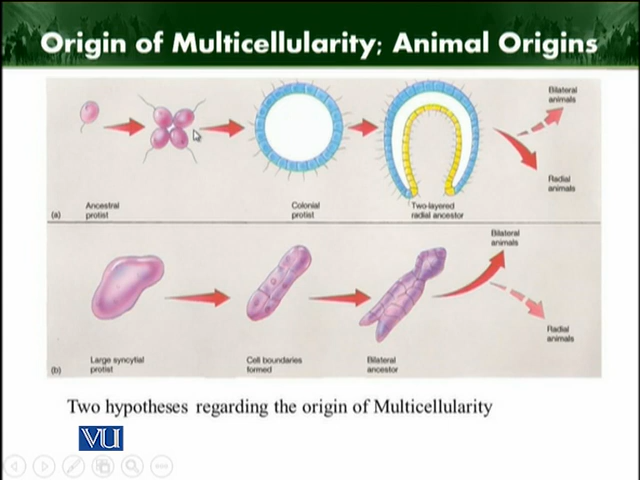 Origin of Multicellularity; Animal Origins
Bilateral
animals
Radial
animals
(a)
Ancestral
protist
Colonial
protist
Two-layered
radial ancestor
Bilateral
animals
Radial
animals
(b)
Large syncytial
protist
Cell boundaries
formed
Bilateral
ancestor
Two hypotheses regarding the origin of Multicellularity
VU